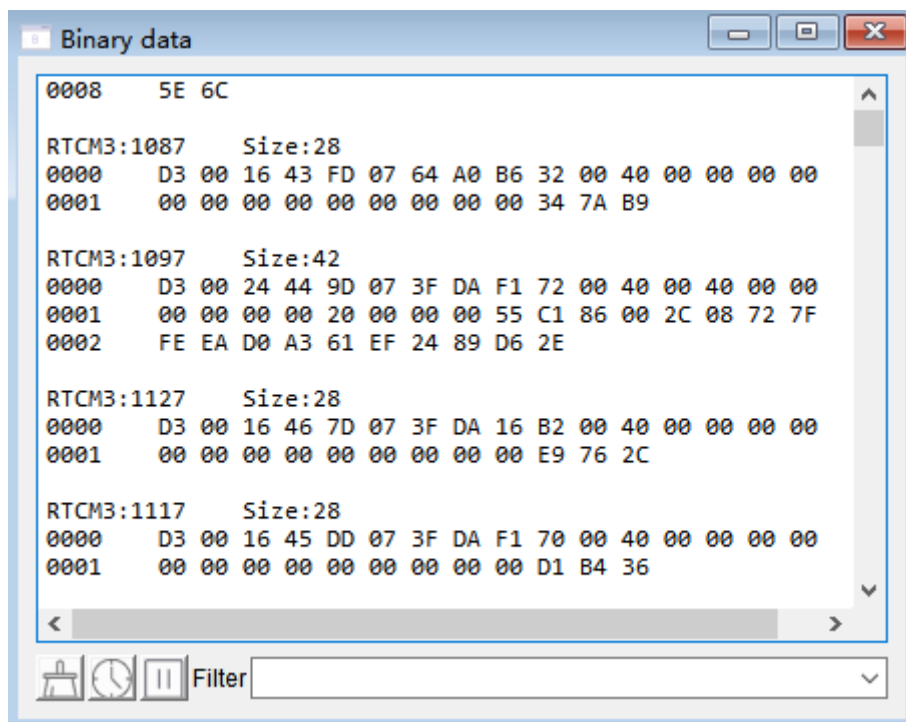 Binary data
0008 5E 6C
RTCM3:1087 Size:28
0000 D3 00 16 43 FD 07 64 A0 B6 32 00 40 00 00 00 00
0001 00 00 00 00 00 00 00 00 00 34 7A B9
RTCM3:1097 Size:42
0000 D3 00 24 44 9D 07 3F DA F1 72 00 40 00 40 00 00
0001 00 00 00 00 20 00 00 00 55 C1 86 00 2C 08 72 7F
0002 FE EA D0 A3 61 EF 24 89 D6 2E
RTCM3:1127 Size:28
0000 D3 00 16 46 7D 07 3F DA 16 B2 00 40 00 00 00 00
0001 00 00 00 00 00 00 00 00 00 E9 76 2C
RTCM3:1117 Size:28
0000 D3 00 16 45 DD 07 3F DA F1 70 00 40 00 00 00 00
0001 00 00 00 00 00 00 00 00 00 D1 B4 36
Filter